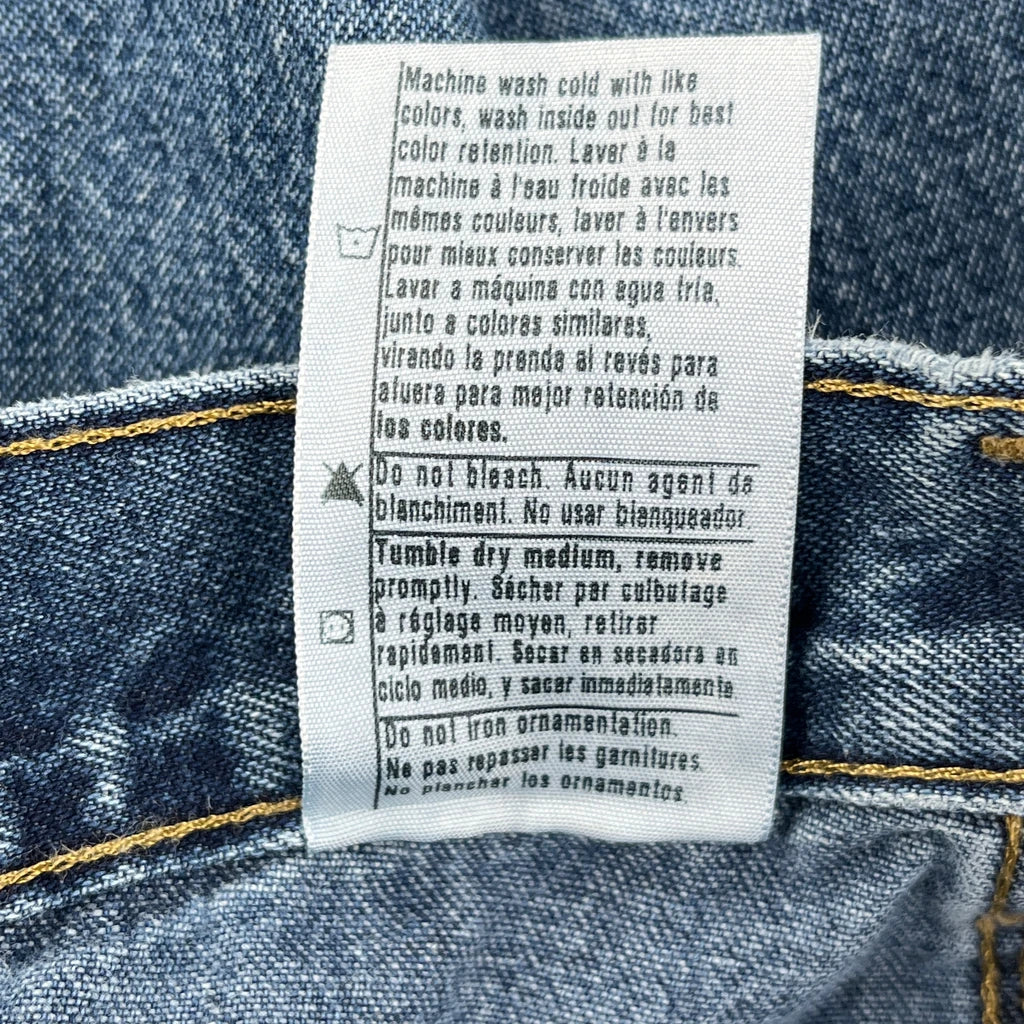 Machine wash cold with like
colors, wash inside out for best
color retention. Laver à la
machine à l'eau froide avec les
mêmes couleurs, laver à l'envers
pour mieux conserver les couleurs.
Lavar a máquina con agua fría,
junto a colores similares,
virando la prenda al revés para
afuera para mejor retención de
los colores.
Do not bleach. Aucun agent de
blanchiment. No usar blanqueador.
Tumble dry medium, remove
promptly. Sécher par culbutage
à réglage moyen, retirer
rapidement. Secar en secadora en
ciclo medio, y sacar inmediatamente
Do not iron ornamentation.
Ne pas repasser les garnitures.
No planchar los ornamentos.